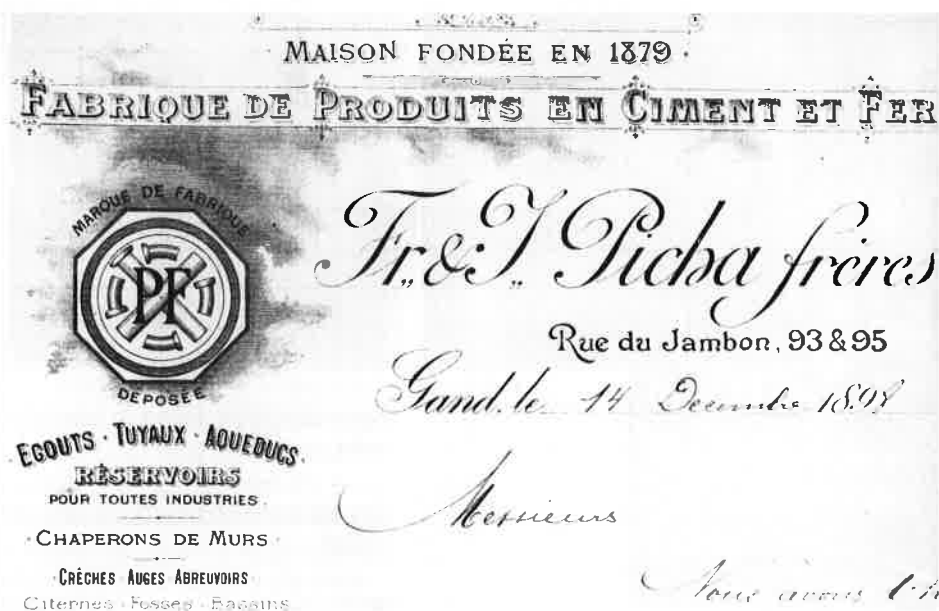 MAISON FONDÉE EN 1879
FABRIQUE DE PRODUITS EN CIMENT ET FER
MARQUE DE FABRIQUE
PF
DÉPOSÉE
Fr. & J. Picha frères
Rue du Jambon, 93 & 95
Gand, le 14 Decembre 1898
EGOUTS · TUYAUX · AQUEDUCS.
RÉSERVOIRS
POUR TOUTES INDUSTRIES.
CHAPERONS DE MURS
Messieurs
CRÈCHES AUGES ABREUVOIRS
Citernes · Fosses · Bassins
Nous avons